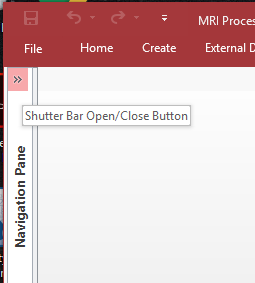 MRI Proces
File Home Create External D
»
Shutter Bar Open/Close Button
Navigation Pane